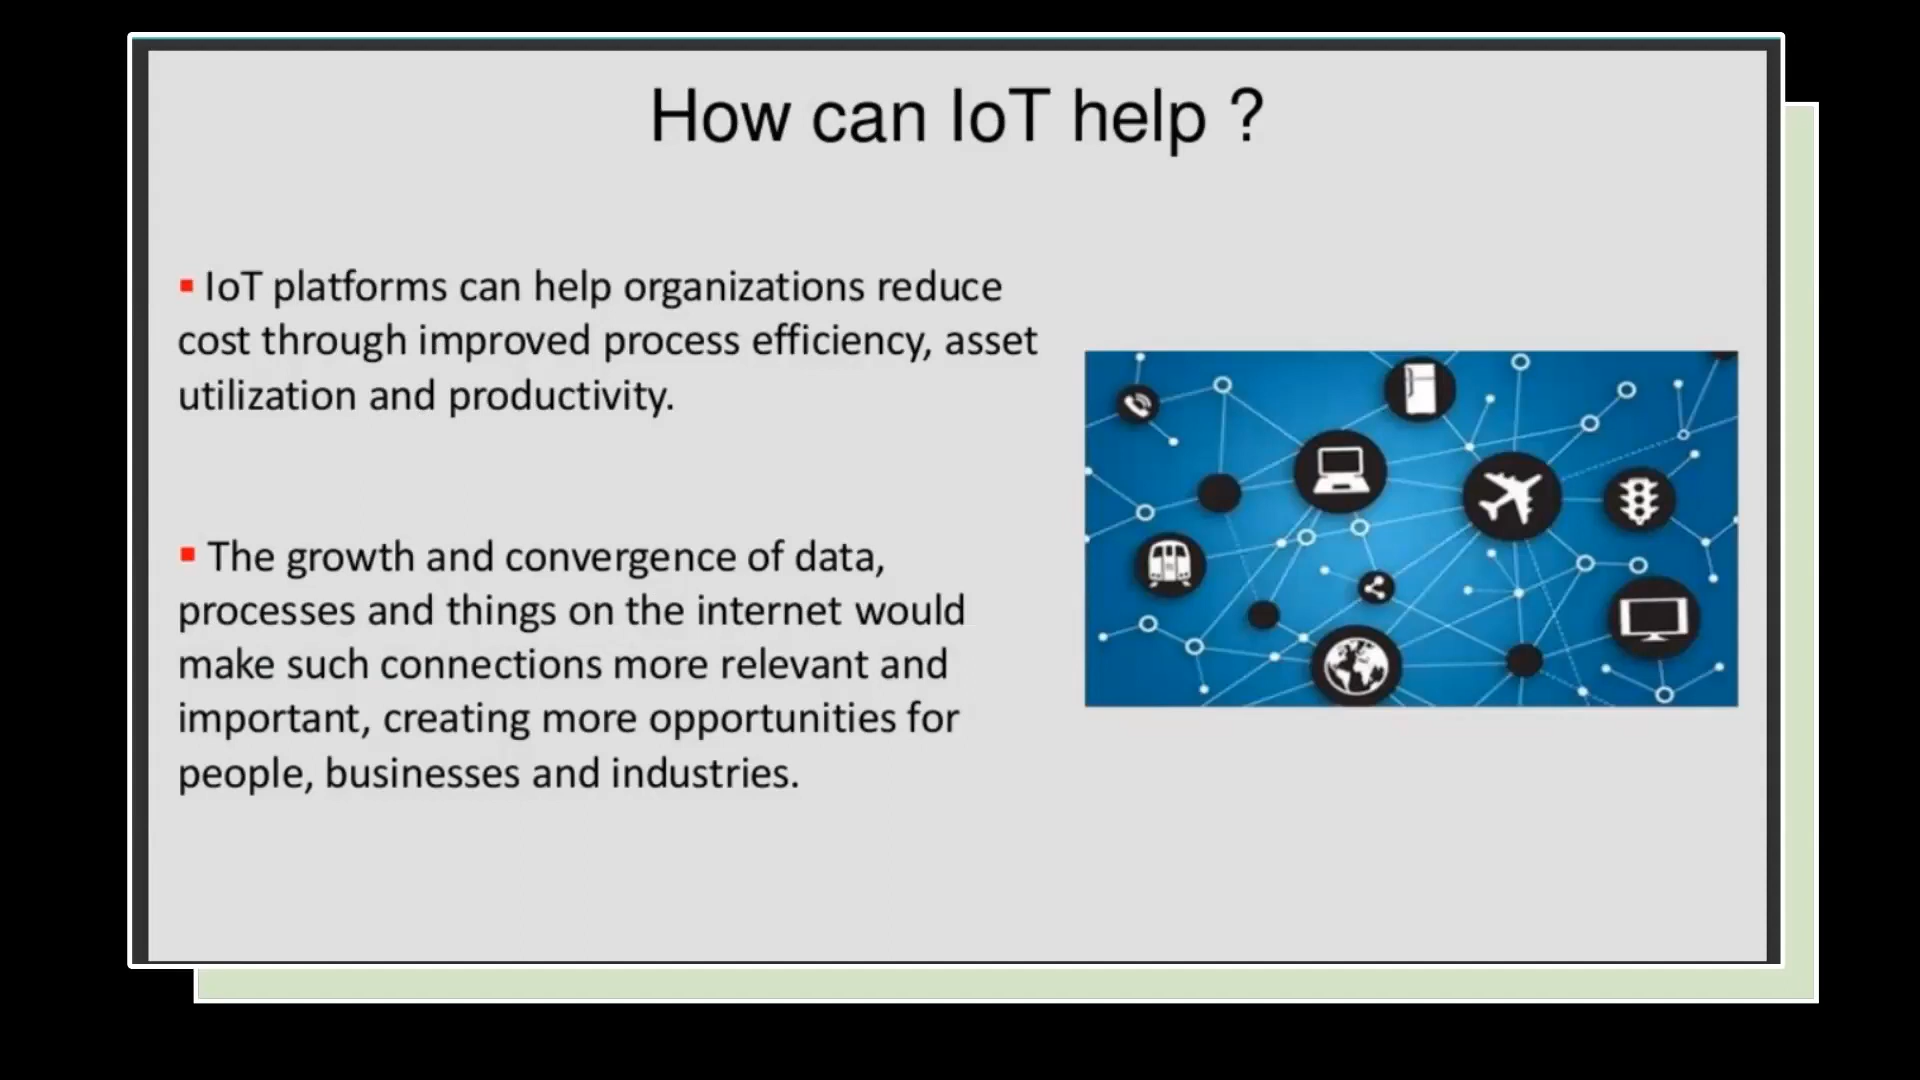 How can IoT help ?
▪ IoT platforms can help organizations reduce
cost through improved process efficiency, asset
utilization and productivity.
▪ The growth and convergence of data,
processes and things on the internet would
make such connections more relevant and
important, creating more opportunities for
people, businesses and industries.